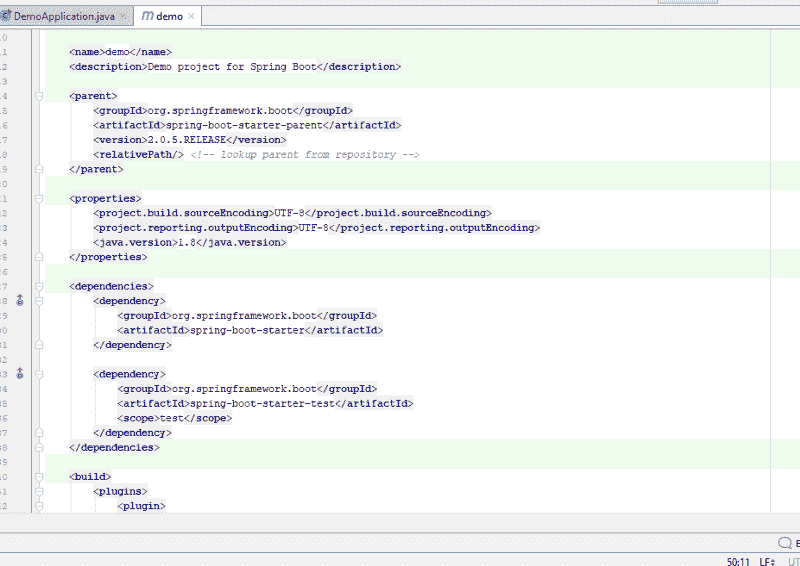 DemoApplication.java
demo
<name>demo</name>
<description>Demo project for Spring Boot</description>
<parent>
<groupId>org.springframework.boot</groupId>
<artifactId>spring-boot-starter-parent</artifactId>
<version>2.0.5.RELEASE</version>
<relativePath/> <!-- lookup parent from repository -->
</parent>
<properties>
<project.build.sourceEncoding>UTF-8</project.build.sourceEncoding>
<project.reporting.outputEncoding>UTF-8</project.reporting.outputEncoding>
<java.version>1.8</java.version>
</properties>
<dependencies>
<dependency>
<groupId>org.springframework.boot</groupId>
<artifactId>spring-boot-starter</artifactId>
</dependency>
<dependency>
<groupId>org.springframework.boot</groupId>
<artifactId>spring-boot-starter-test</artifactId>
<scope>test</scope>
</dependency>
</dependencies>
<build>
<plugins>
<plugin>
50:11 LF